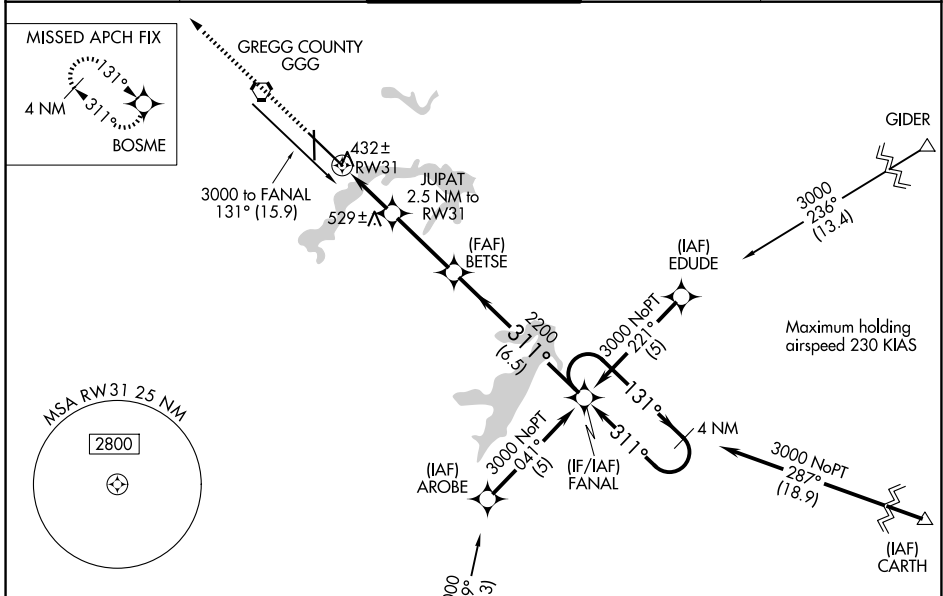 MISSED APCH FIX
131°
4 NM
311°
BOSME
GREGG COUNTY
GGG
3000 to FANAL
131° (15.9)
432±
RW31
JUPAT
2.5 NM to
RW31
529±
(FAF)
BETSE
GIDER
3000
236°
(13.4)
(IAF)
EDUDE
2200
311°
(6.5)
3000 NoPT
221°
(5)
Maximum holding
airspeed 230 KIAS
131°
4 NM
311°
MSA RW31 25 NM
2800
(IAF)
AROBE
3000 NoPT
041°
(5)
(IF/IAF)
FANAL
3000 NoPT
287°
(18.9)
(IAF)
CARTH